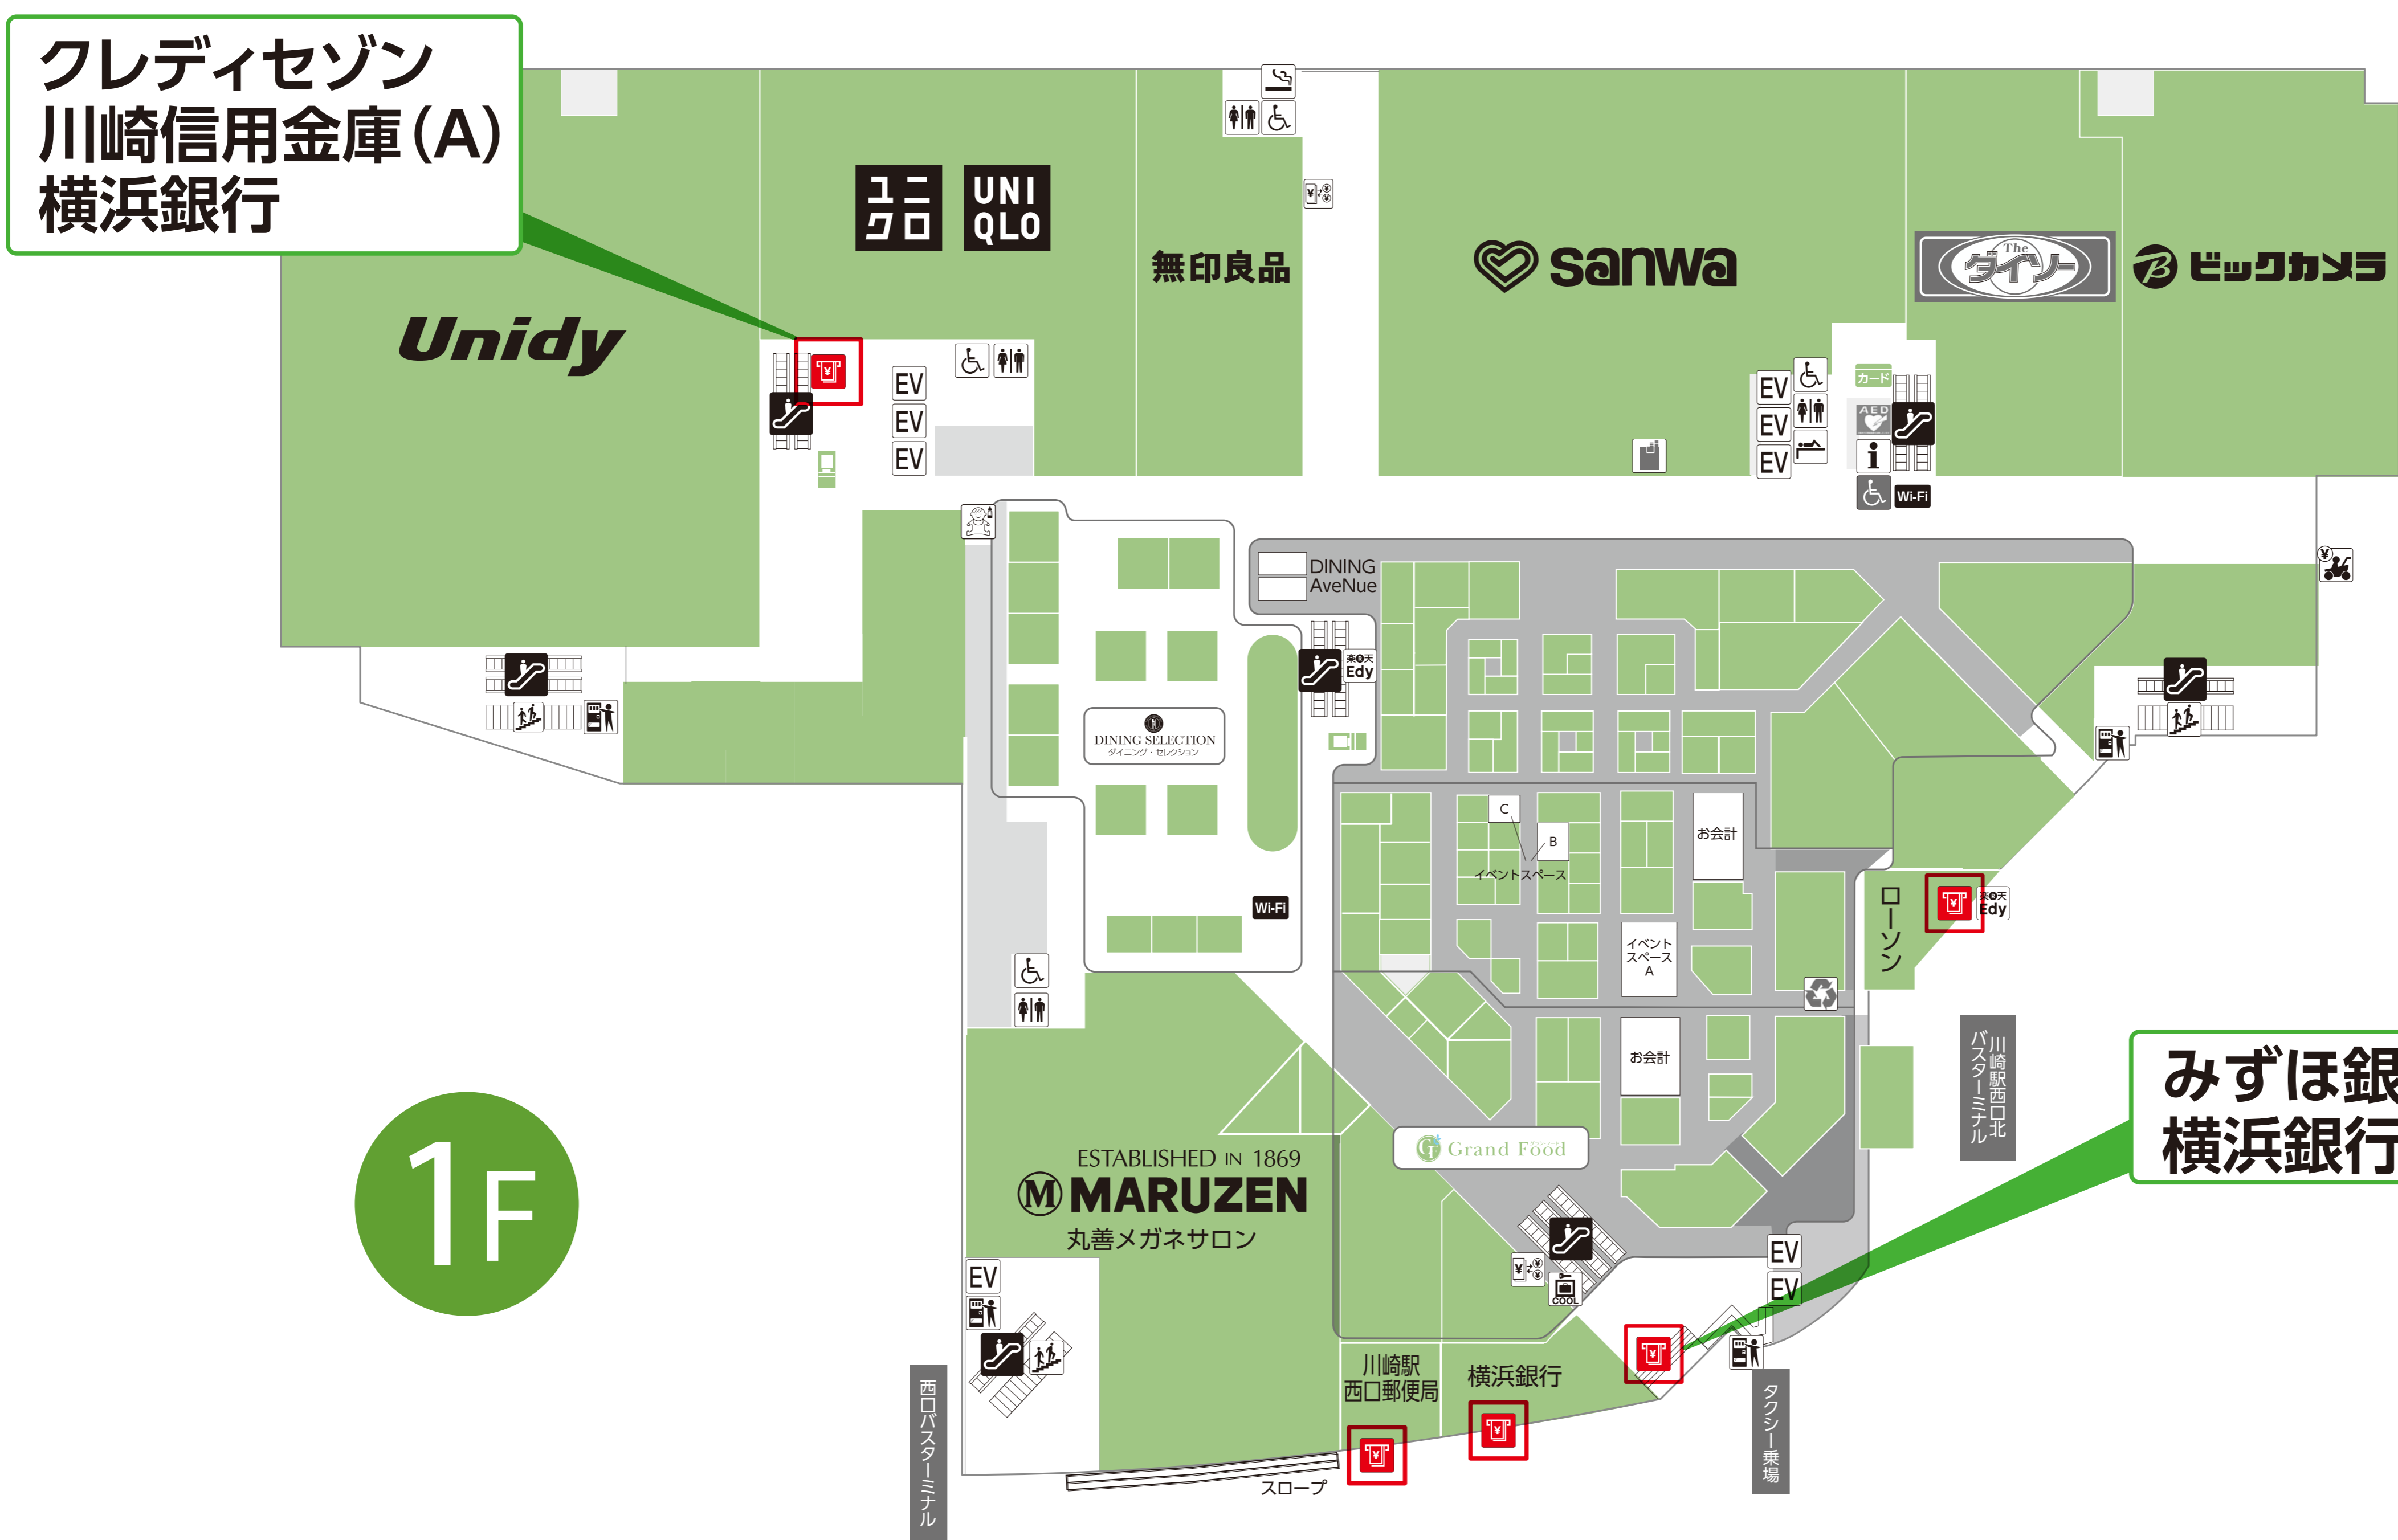 クレディセゾン
川崎信用金庫(A)
横浜銀行
ユニ
クロ
UNI
QLO
無印良品
sanwa
The
ダイソー
ビックカメラ
Unidy
EV
EV
EV
EV
EV
EV
カード
AED
i
Wi-Fi
DINING
AveNue
楽天
Edy
DINING SELECTION
ダイニング・セレクション
Wi-Fi
C
B
イベントスペース
お会計
イベント
スペース
A
お会計
ローソン
楽天
Edy
川崎駅西口北
バスターミナル
みずほ銀
横浜銀行
1F
ESTABLISHED IN 1869
M MARUZEN
丸善メガネサロン
GF Grand Food
グラン・フード
EV
COOL
EV
EV
川崎駅
西口郵便局
横浜銀行
スロープ
西口バスターミナル
タクシー乗場